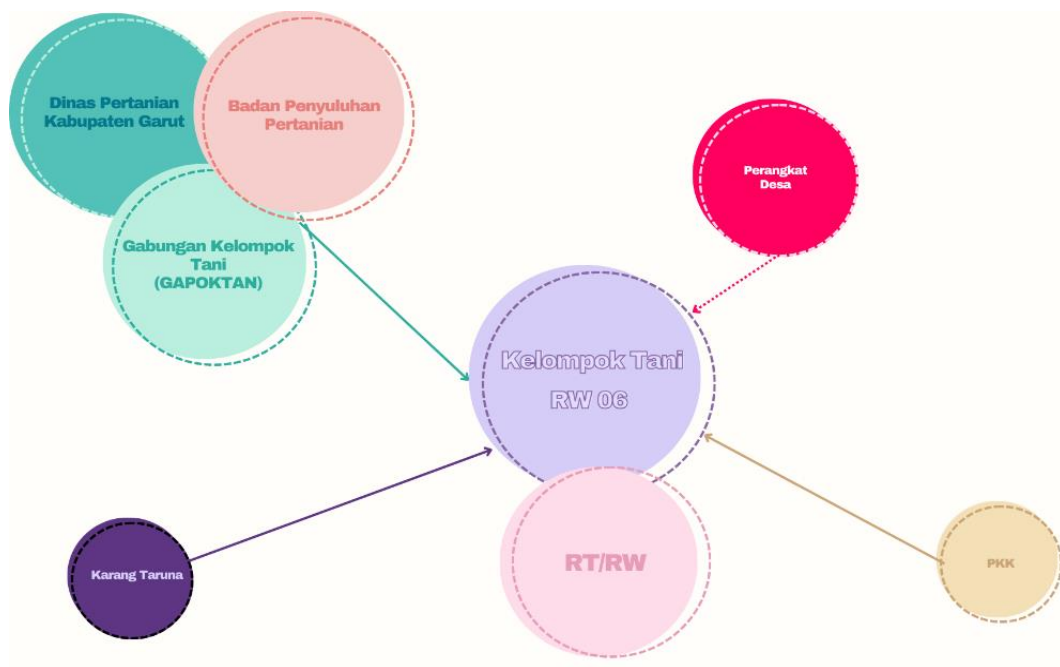 Dinas Pertanian
Kabupaten Garut
Badan Penyuluhan
Pertanian
Perangkat
Desa
Gabungan Kelompok
Tani
(GAPOKTAN)
Kelompok Tani
RW 06
RT/RW
Karang Taruna
PKK